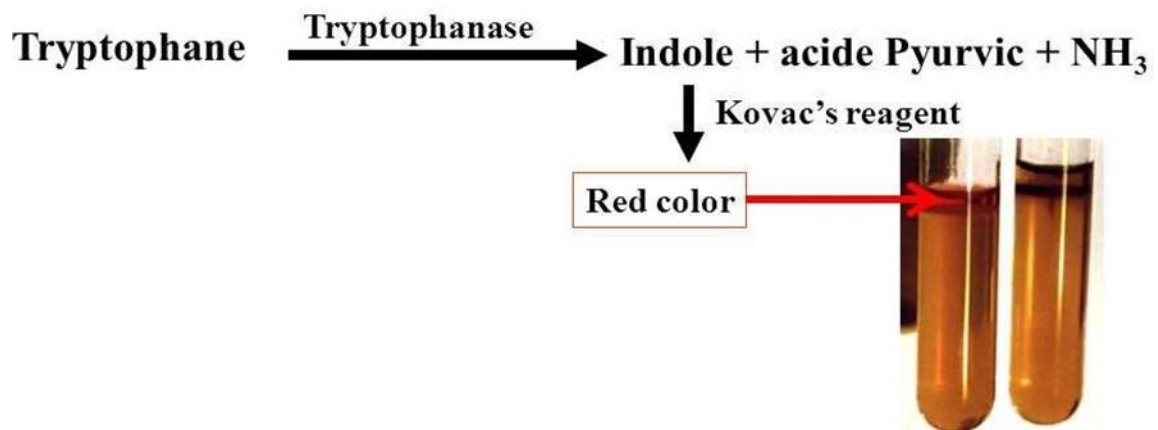 Tryptophane
Tryptophanase
Indole + acide Pyurvic + NH₃
Kovac's reagent
Red color